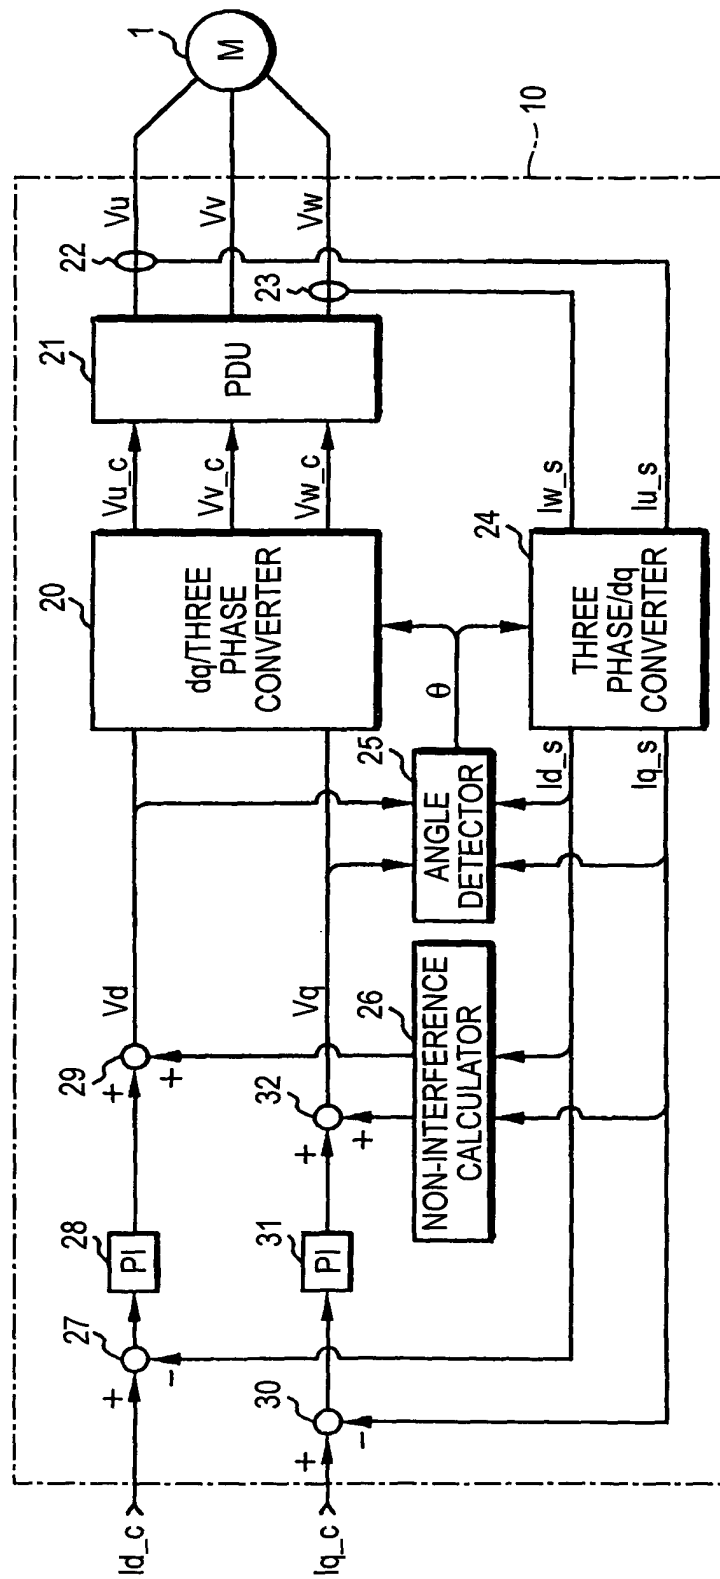 Id_c
Iq_c
+
-
27
PI
28
+
+
29
Vd
+
-
30
PI
31
+
+
32
Vq
NON-INTERFERENCE
CALCULATOR
26
ANGLE
DETECTOR
25
θ
dq/THREE
PHASE
CONVERTER
20
THREE
PHASE/dq
CONVERTER
24
Id_s
Iq_s
Iw_s
Iu_s
Vu_c
Vv_c
Vw_c
PDU
21
22
23
Vu
Vv
Vw
M
1
10